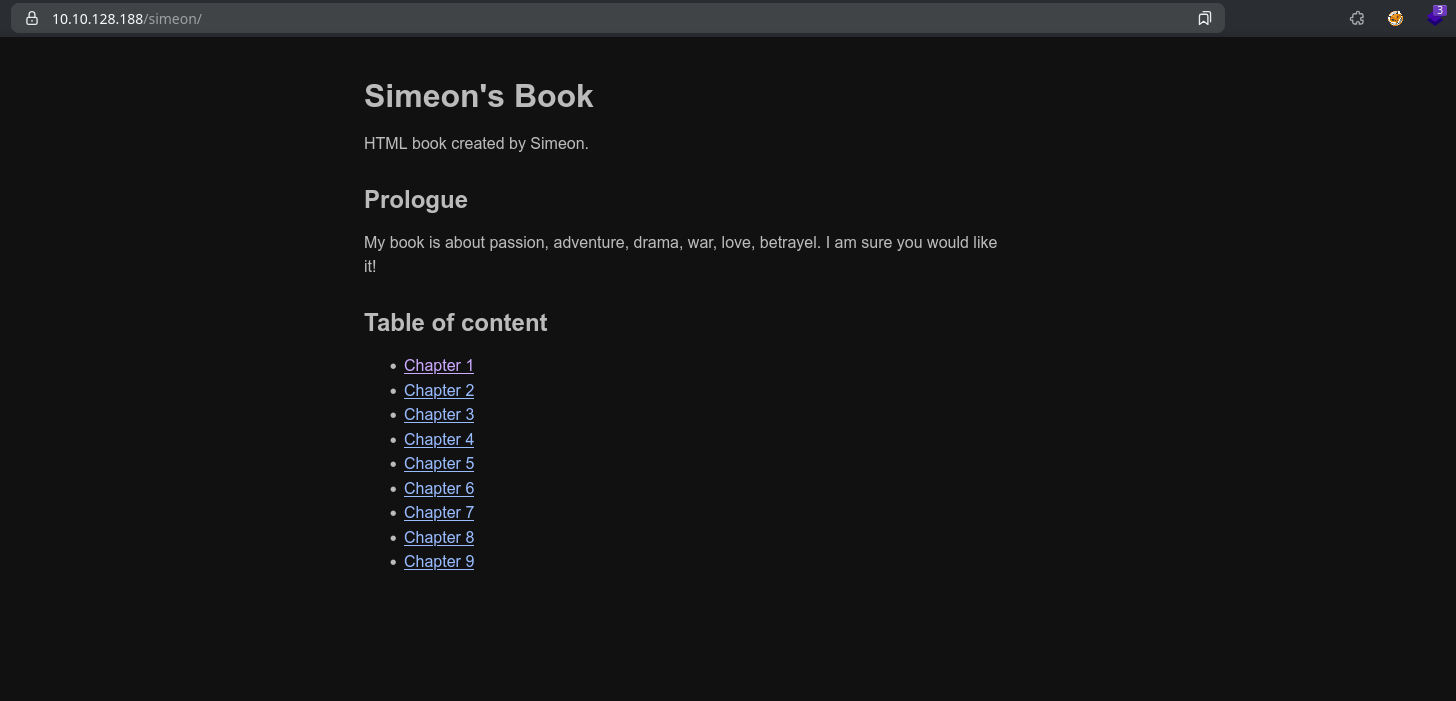 10.10.128.188/simeon/
3
Simeon's Book
HTML book created by Simeon.
Prologue
My book is about passion, adventure, drama, war, love, betrayel. I am sure you would like
it!
Table of content
Chapter 1
Chapter 2
Chapter 3
Chapter 4
Chapter 5
Chapter 6
Chapter 7
Chapter 8
Chapter 9